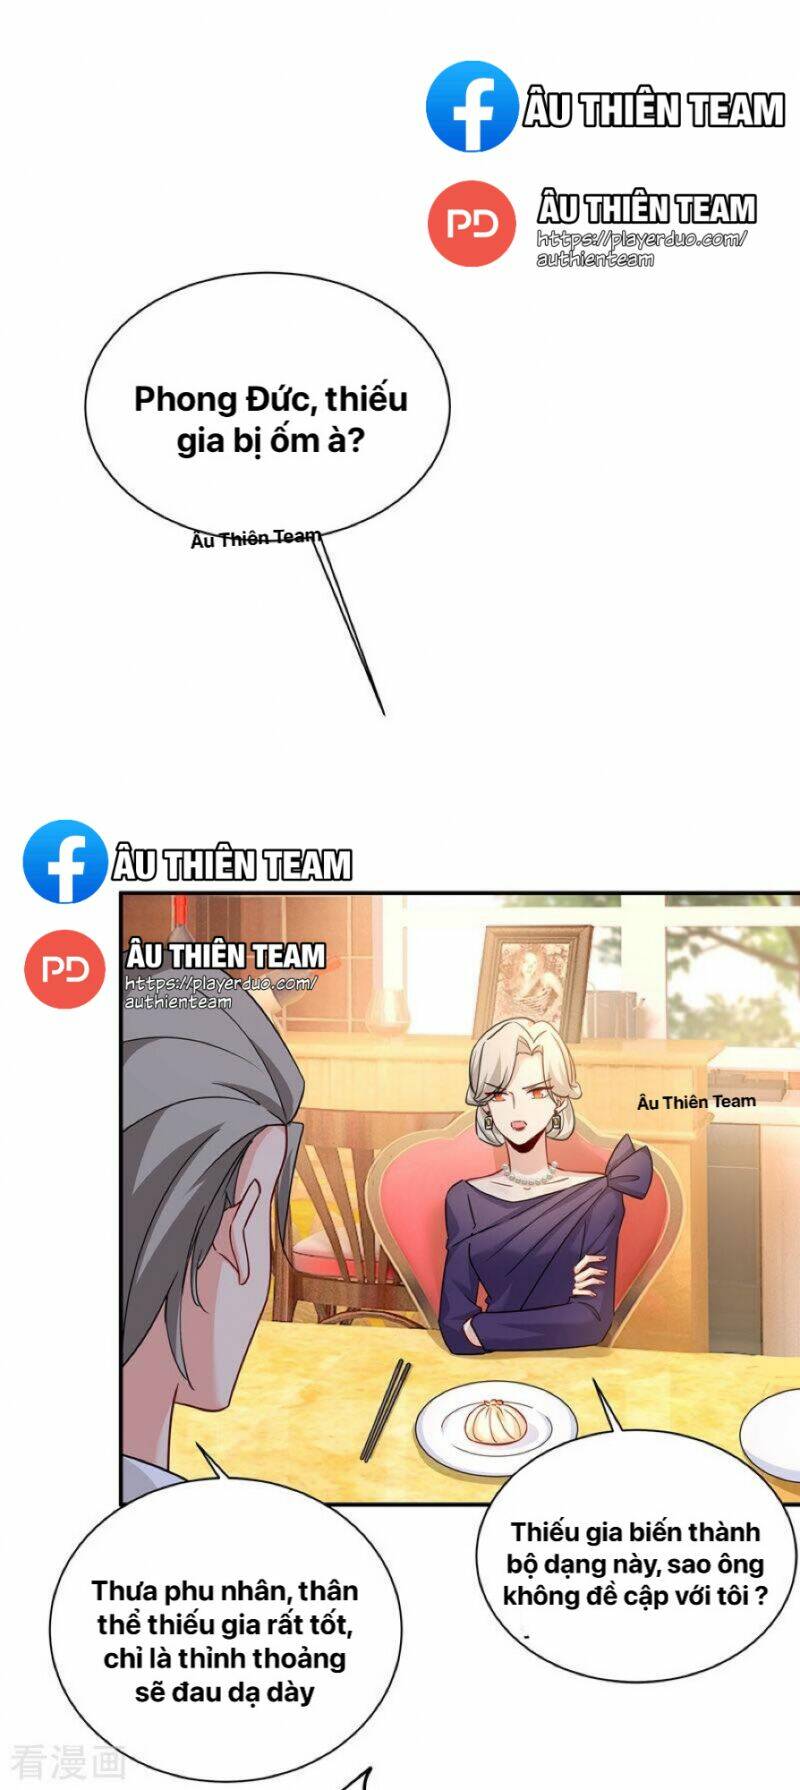 ÂU THIÊN TEAM
PD
ÂU THIÊN TEAM
https://playerduo.com/
authienteam
Phong Đức, thiếu
gia bị ốm à?
Âu Thiên Team
ÂU THIÊN TEAM
PD
ÂU THIÊN TEAM
https://playerduo.com/
authienteam
Âu Thiên Team
Thiếu gia biến thành
bộ dạng này, sao ông
không đề cập với tôi ?
Thưa phu nhân, thân
thể thiếu gia rất tốt,
chỉ là thỉnh thoảng
sẽ đau dạ dày
看漫画